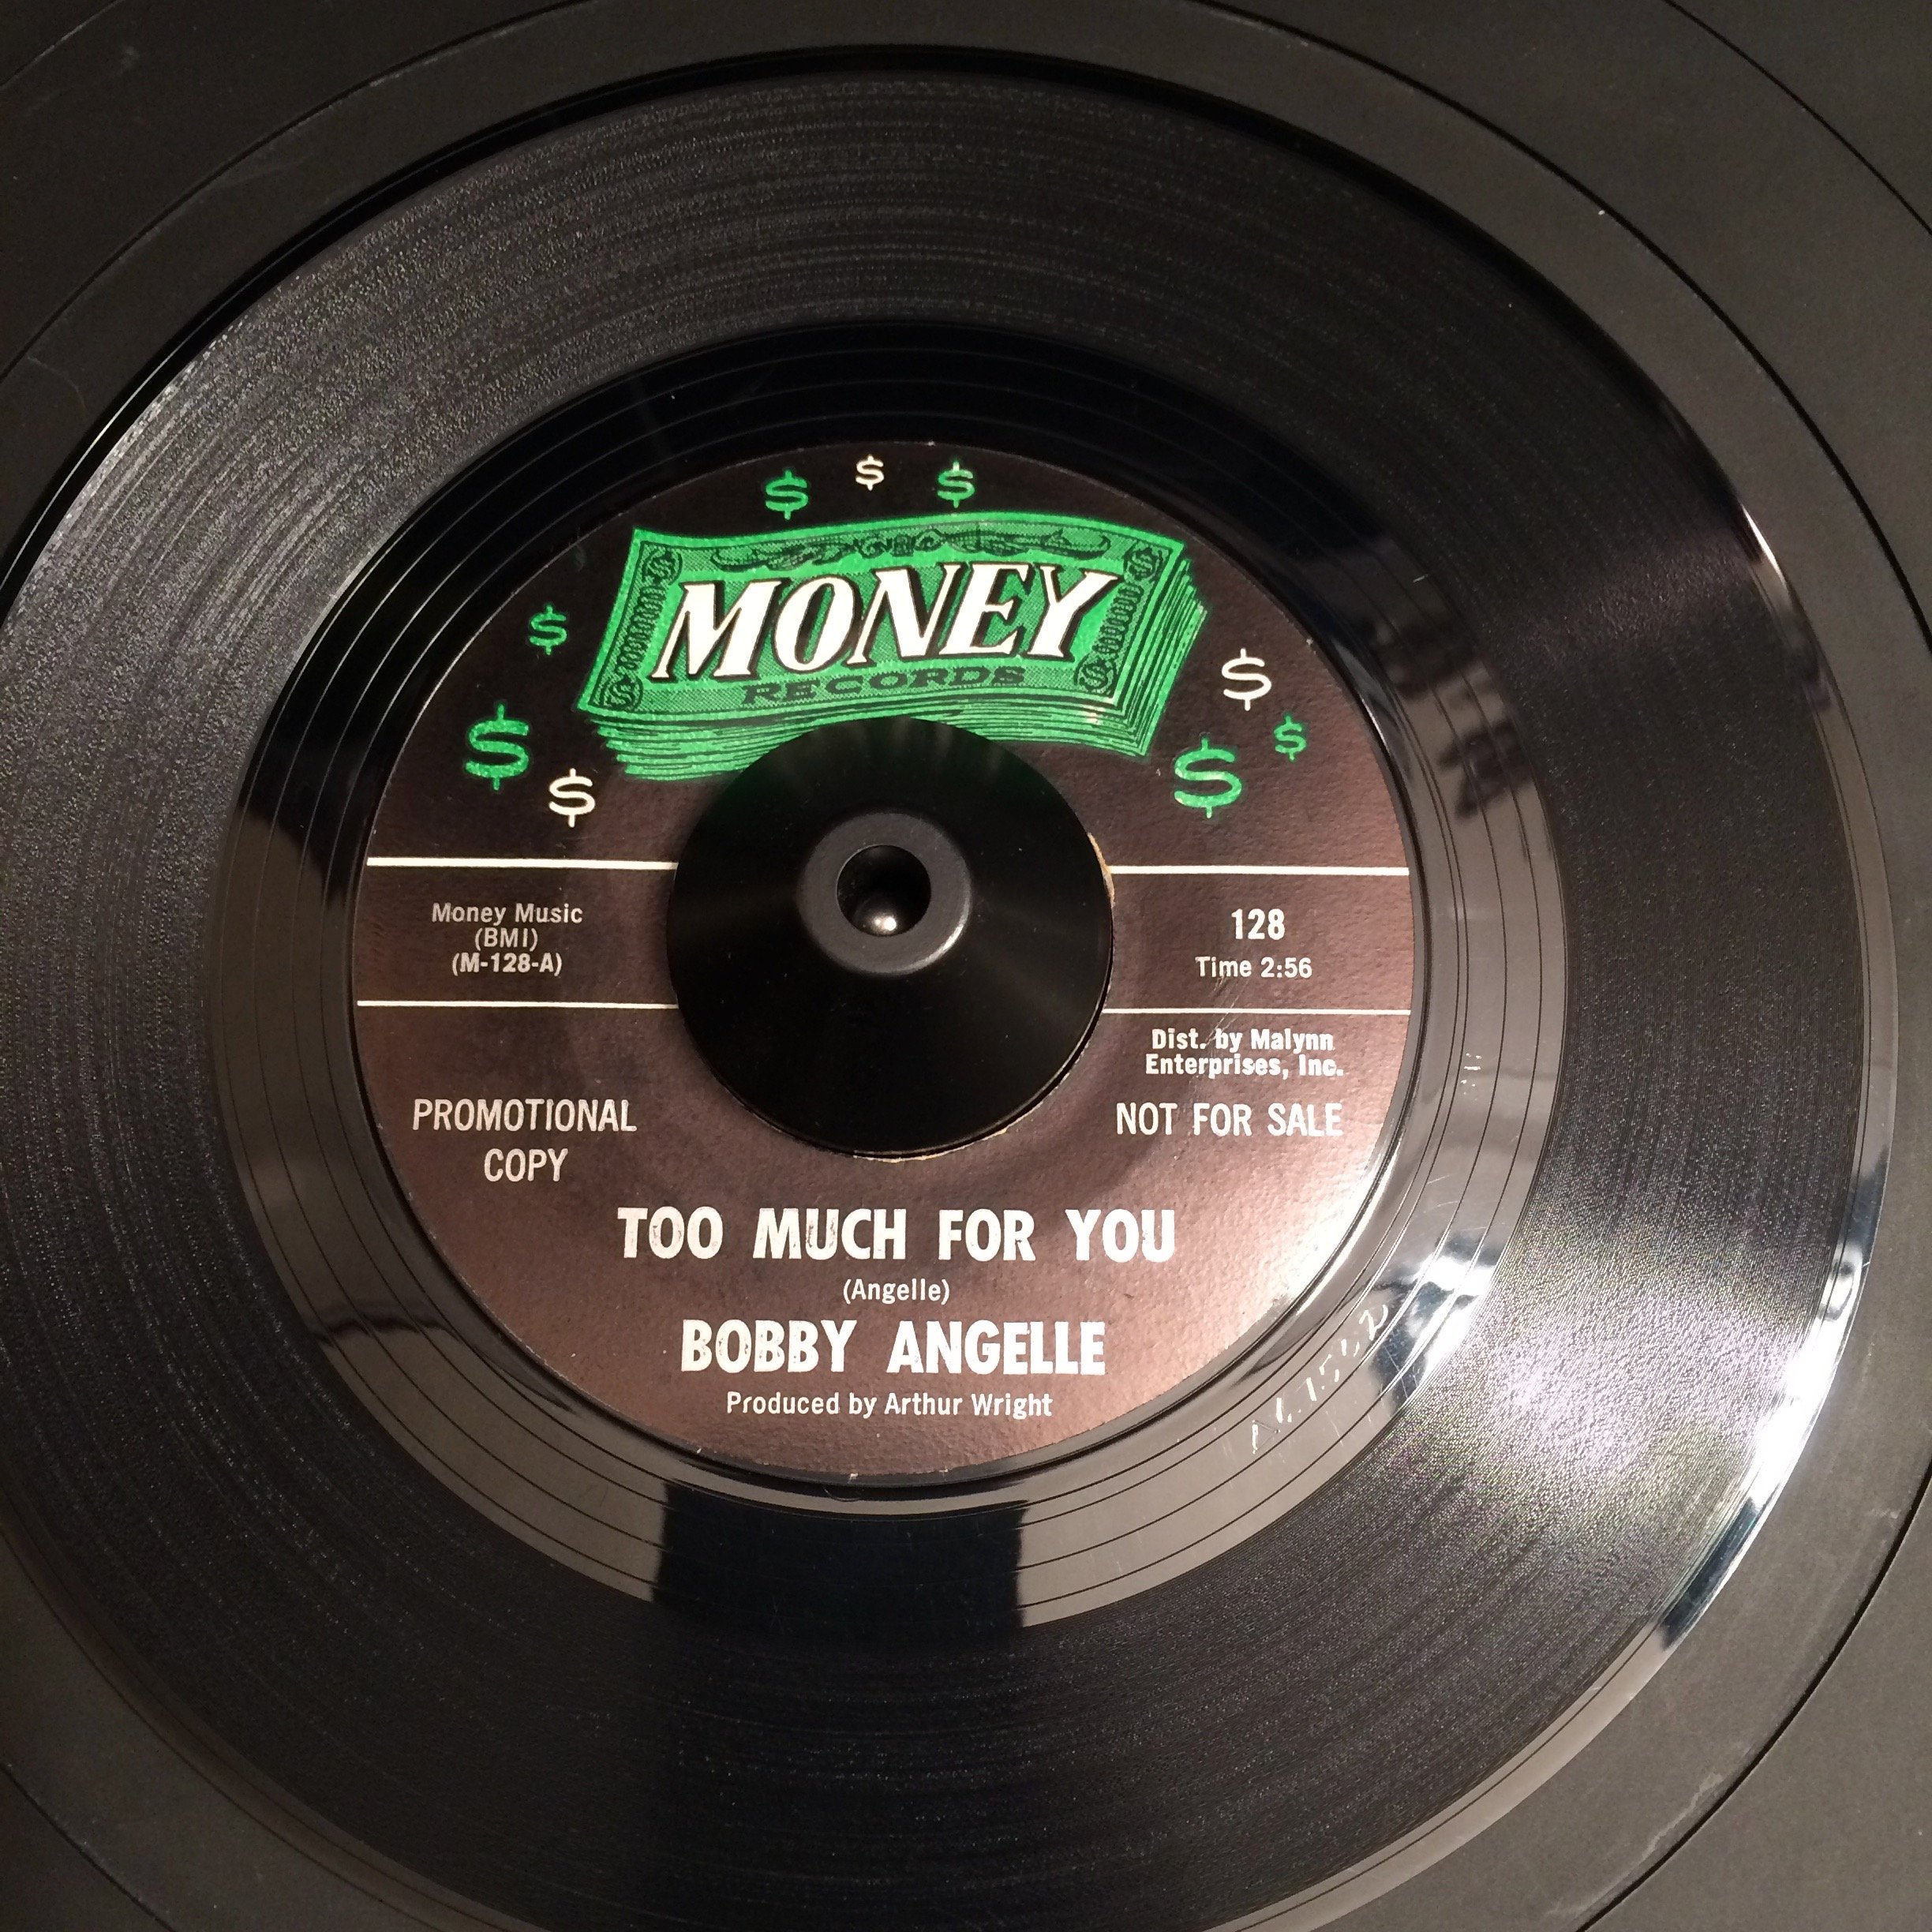 $ $ $
MONEY
RECORDS
$ $ $ $ $ $
Money Music
(BMI)
(M-128-A)
128
Time 2:56
Dist. by Malynn
Enterprises, Inc.
PROMOTIONAL
COPY
NOT FOR SALE
TOO MUCH FOR YOU
(Angelle)
BOBBY ANGELLE
Produced by Arthur Wright